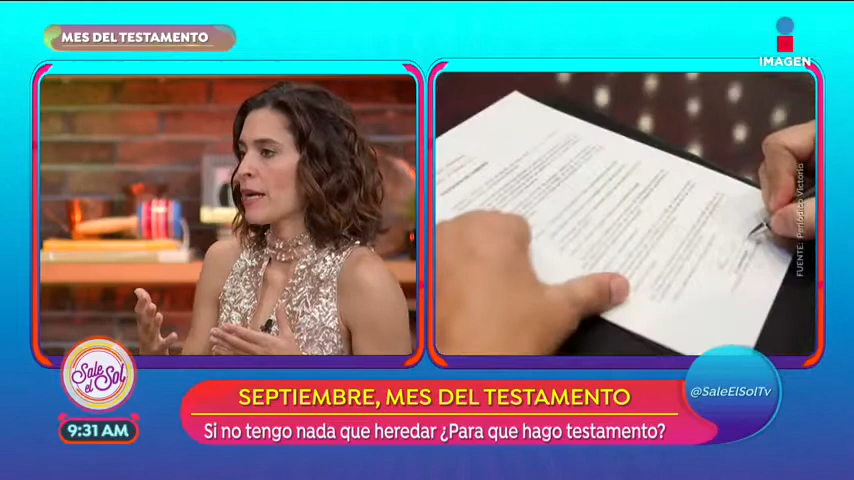 MES DEL TESTAMENTO
IMAGEN
FUENTE: Periódico Victoria
Sale el Sol
9:31 AM
SEPTIEMBRE, MES DEL TESTAMENTO
Si no tengo nada que heredar ¿Para que hago testamento?
@SaleElSolTv